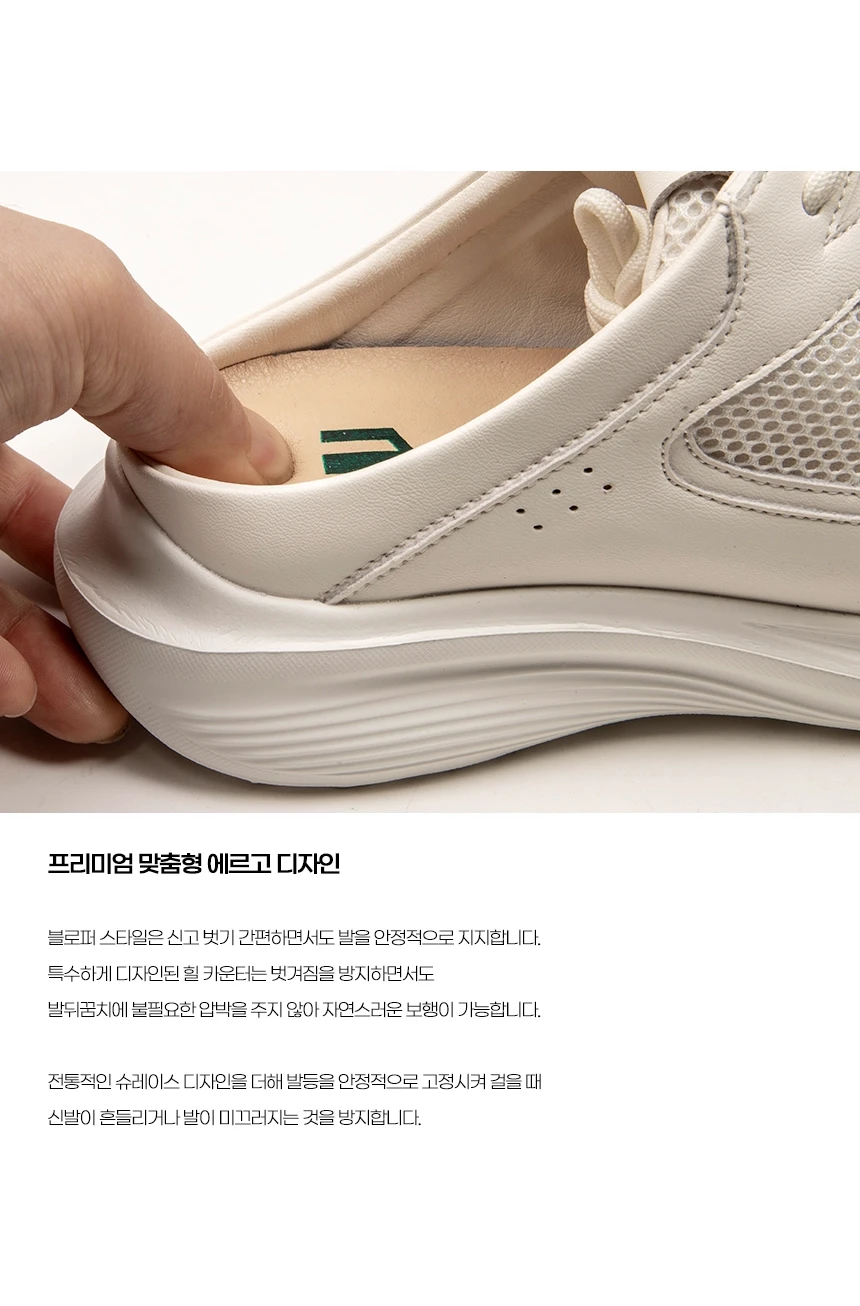 프리미엄 맞춤형 에르고 디자인
블로퍼 스타일은 신고 벗기 간편하면서도 발을 안정적으로 지지합니다.
특수하게 디자인된 힐 카운터는 벗겨짐을 방지하면서도
발뒤꿈치에 불필요한 압박을 주지 않아 자연스러운 보행이 가능합니다.
전통적인 슈레이스 디자인을 더해 발등을 안정적으로 고정시켜 걸을 때
신발이 흔들리거나 발이 미끄러지는 것을 방지합니다.